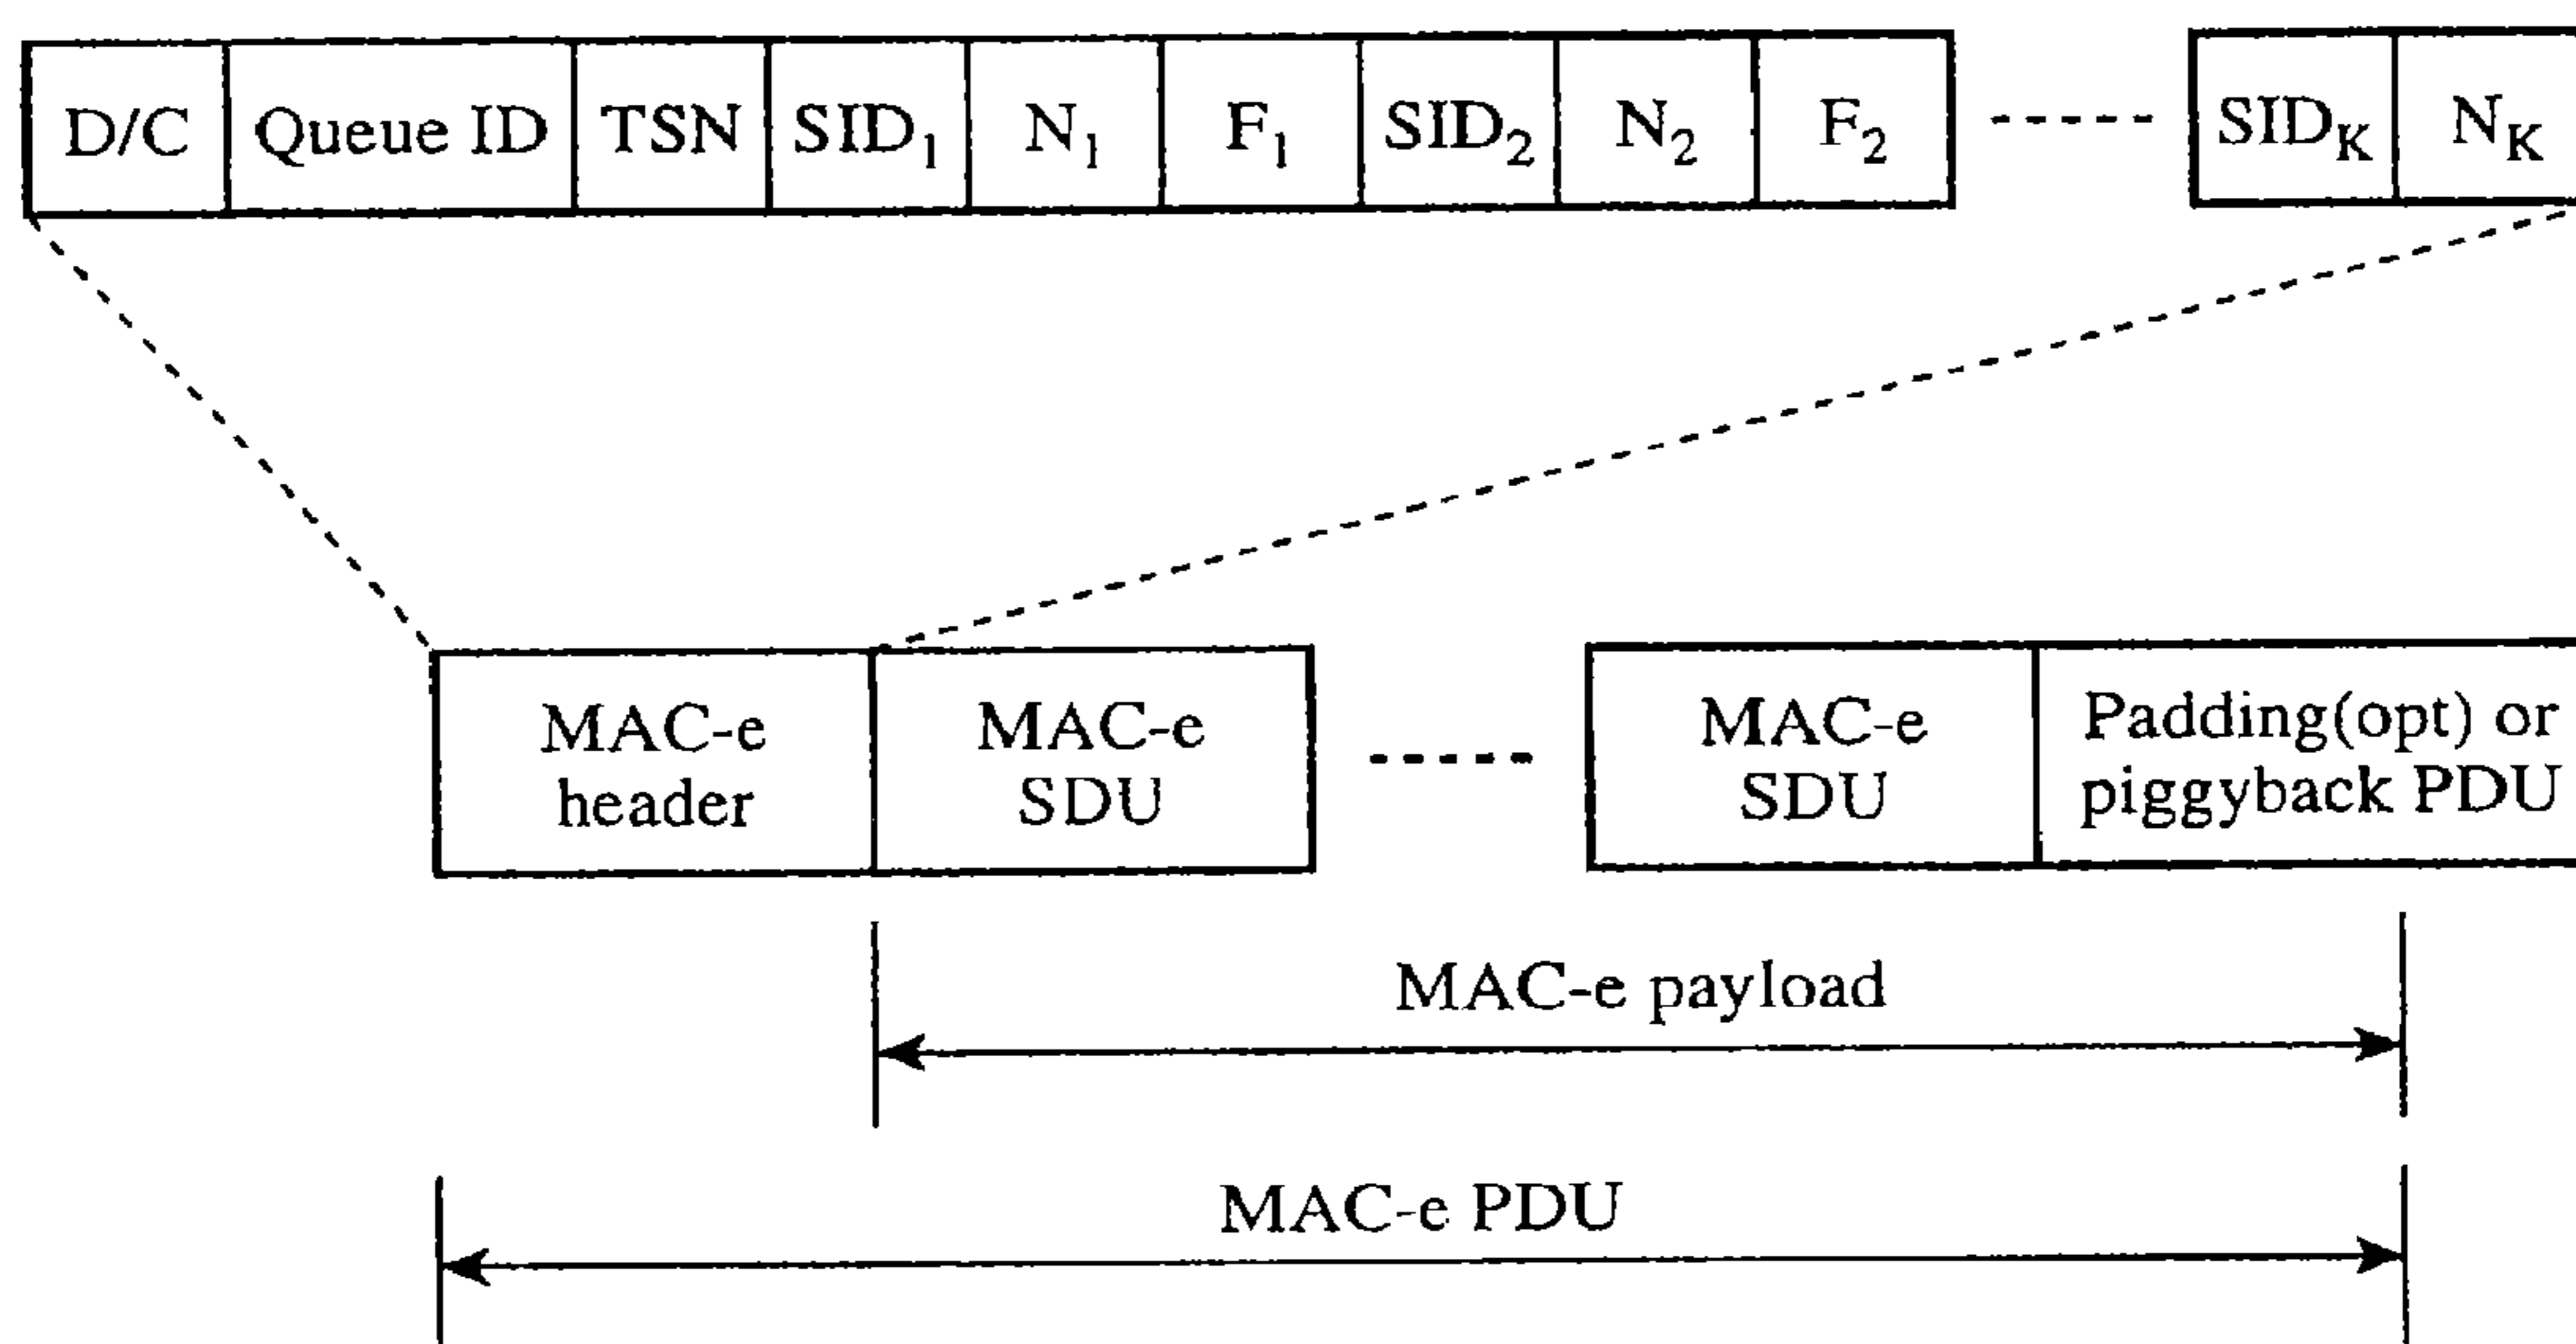 D/C Queue ID TSN SID₁ N₁ F₁ SID₂ N₂ F₂ ----- SIDK NK
MAC-e header
MAC-e SDU
-----
MAC-e SDU
Padding(opt) or piggyback PDU
MAC-e payload
MAC-e PDU